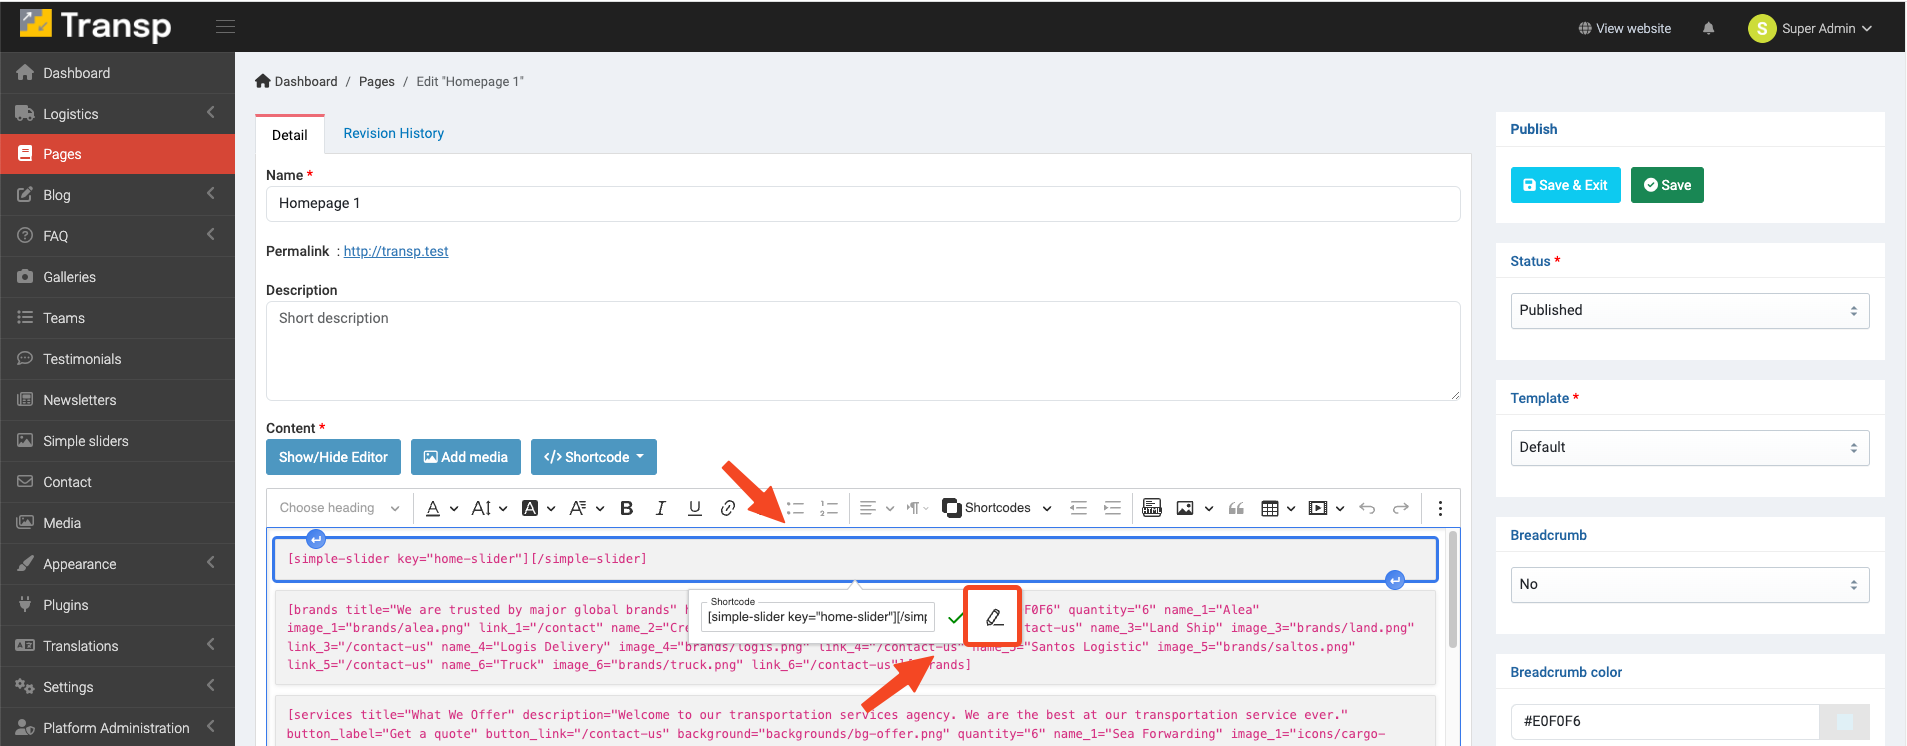 Transp
View website
S Super Admin
Dashboard
Logistics
Pages
Blog
FAQ
Galleries
Teams
Testimonials
Newsletters
Simple sliders
Contact
Media
Appearance
Plugins
Translations
Settings
Platform Administration
Dashboard / Pages / Edit "Homepage 1"
Detail
Revision History
Name *
Homepage 1
Permalink : http://transp.test
Description
Short description
Content *
Show/Hide Editor
Add media
</> Shortcode
Choose heading
Shortcodes
[simple-slider key="home-slider"][/simple-slider]
Shortcode
[simple-slider key="home-slider"][/simp
[brands title="We are trusted by major global brands" F0F6" quantity="6" name_1="Alea"
image_1="brands/alea.png" link_1="/contact" name_2="Cre tact-us" name_3="Land Ship" image_3="brands/land.png"
link_3="/contact-us" name_4="Logis Delivery" image_4="brands/logis.png" link_4="/contact-us" name_5="Santos Logistic" image_5="brands/saltos.png"
link_5="/contact-us" name_6="Truck" image_6="brands/truck.png" link_6="/contact-us" rands]
[services title="What We Offer" description="Welcome to our transportation services agency. We are the best at our transportation service ever."
button_label="Get a quote" button_link="/contact-us" background="backgrounds/bg-offer.png" quantity="6" name_1="Sea Forwarding" image_1="icons/cargo-
Publish
Save & Exit
Save
Status *
Published
Template *
Default
Breadcrumb
No
Breadcrumb color
#E0F0F6